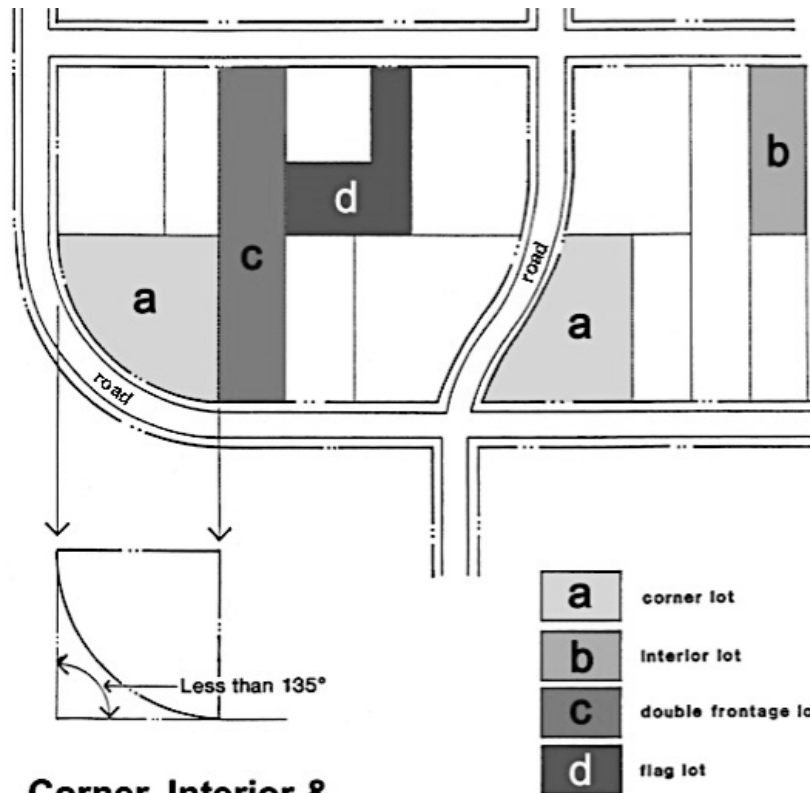 b
d
c
road
a
a
road
Less than 135°
a corner lot
b interior lot
c double frontage lo
d flag lot
Corner, Interior &